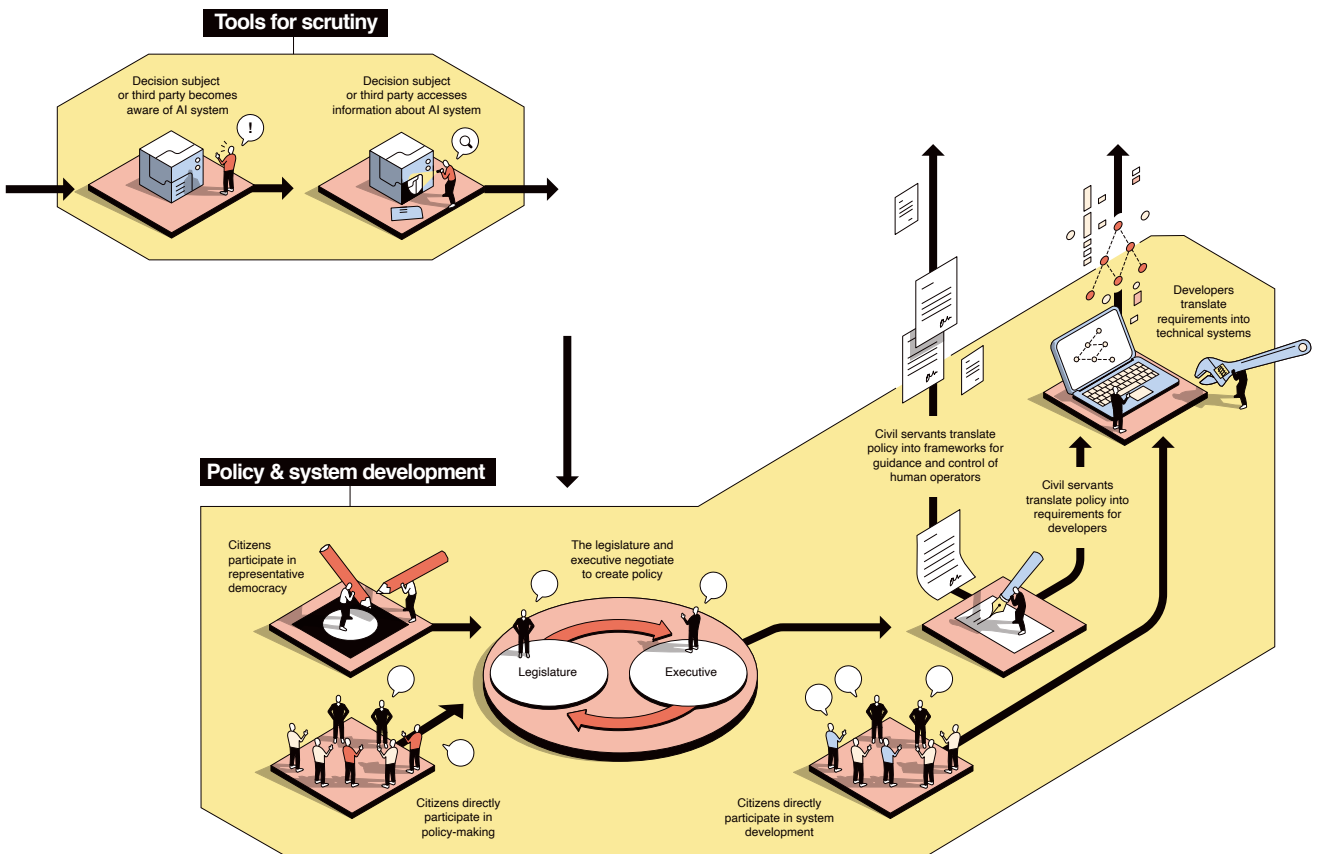 Tools for scrutiny
Decision subject
or third party becomes
aware of AI system
!
Decision subject
or third party accesses
information about AI system
Developers
translate
requirements into
technical systems
Civil servants translate
policy into frameworks for
guidance and control of
human operators
Civil servants
translate policy into
requirements for
developers
Policy & system development
Citizens
participate in
representative
democracy
The legislature and
executive negotiate
to create policy
Legislature
Executive
Citizens directly
participate in
policy-making
Citizens directly
participate in system
development